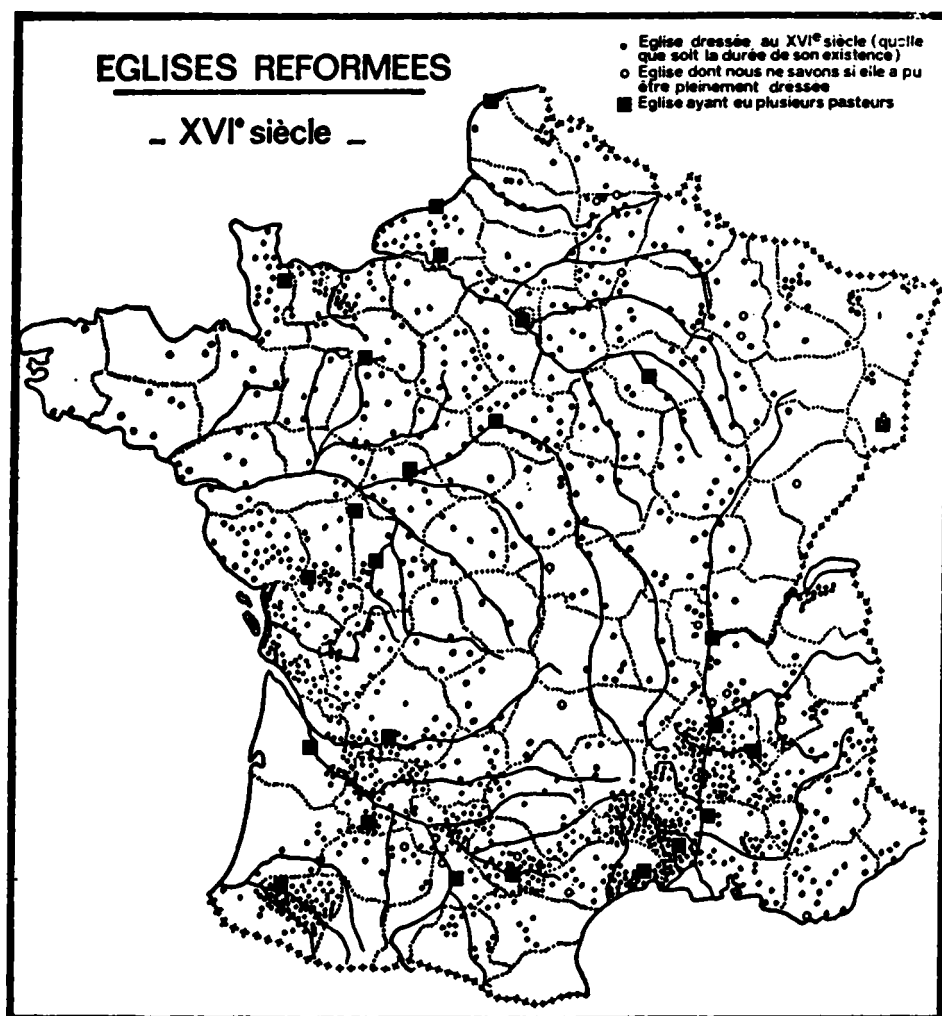 EGLISES REFORMEES
_ XVIe siècle _
• Eglise dressée au XVIe siècle (quelle
que soit la durée de son existence)
o Eglise dont nous ne savons si elle a pu
être pleinement dressée
■ Eglise ayant eu plusieurs pasteurs